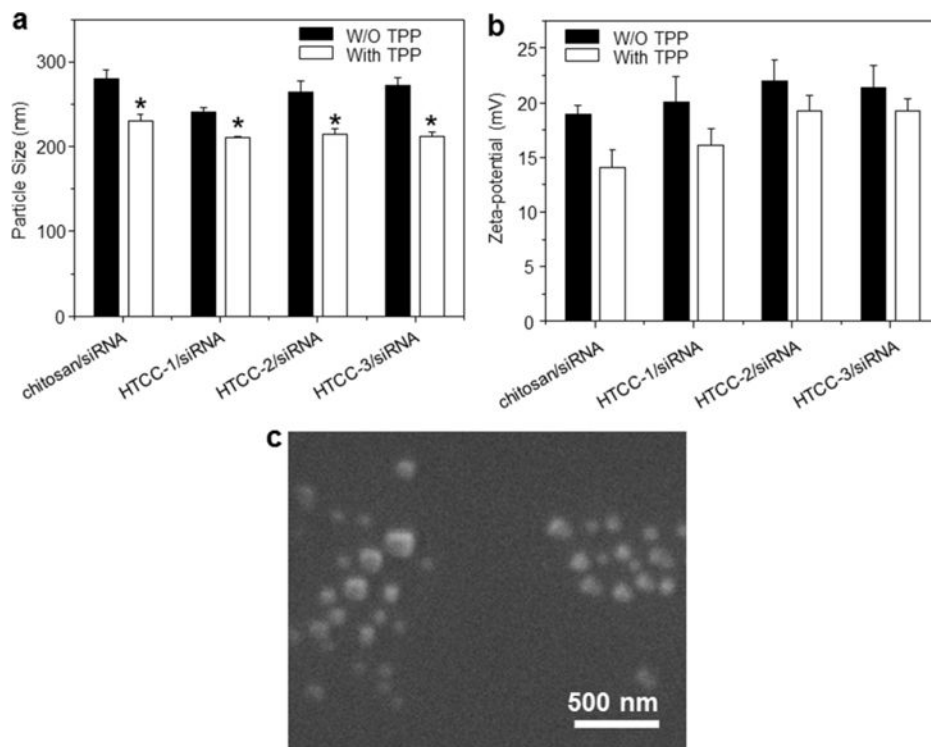 a
W/O TPP
With TPP
Particle Size (nm)
300
200
100
0
*
*
*
*
chitosan/siRNA
HTCC-1/siRNA
HTCC-2/siRNA
HTCC-3/siRNA
b
W/O TPP
With TPP
Zeta-potential (mV)
25
20
15
10
5
0
chitosan/siRNA
HTCC-1/siRNA
HTCC-2/siRNA
HTCC-3/siRNA
c
500 nm